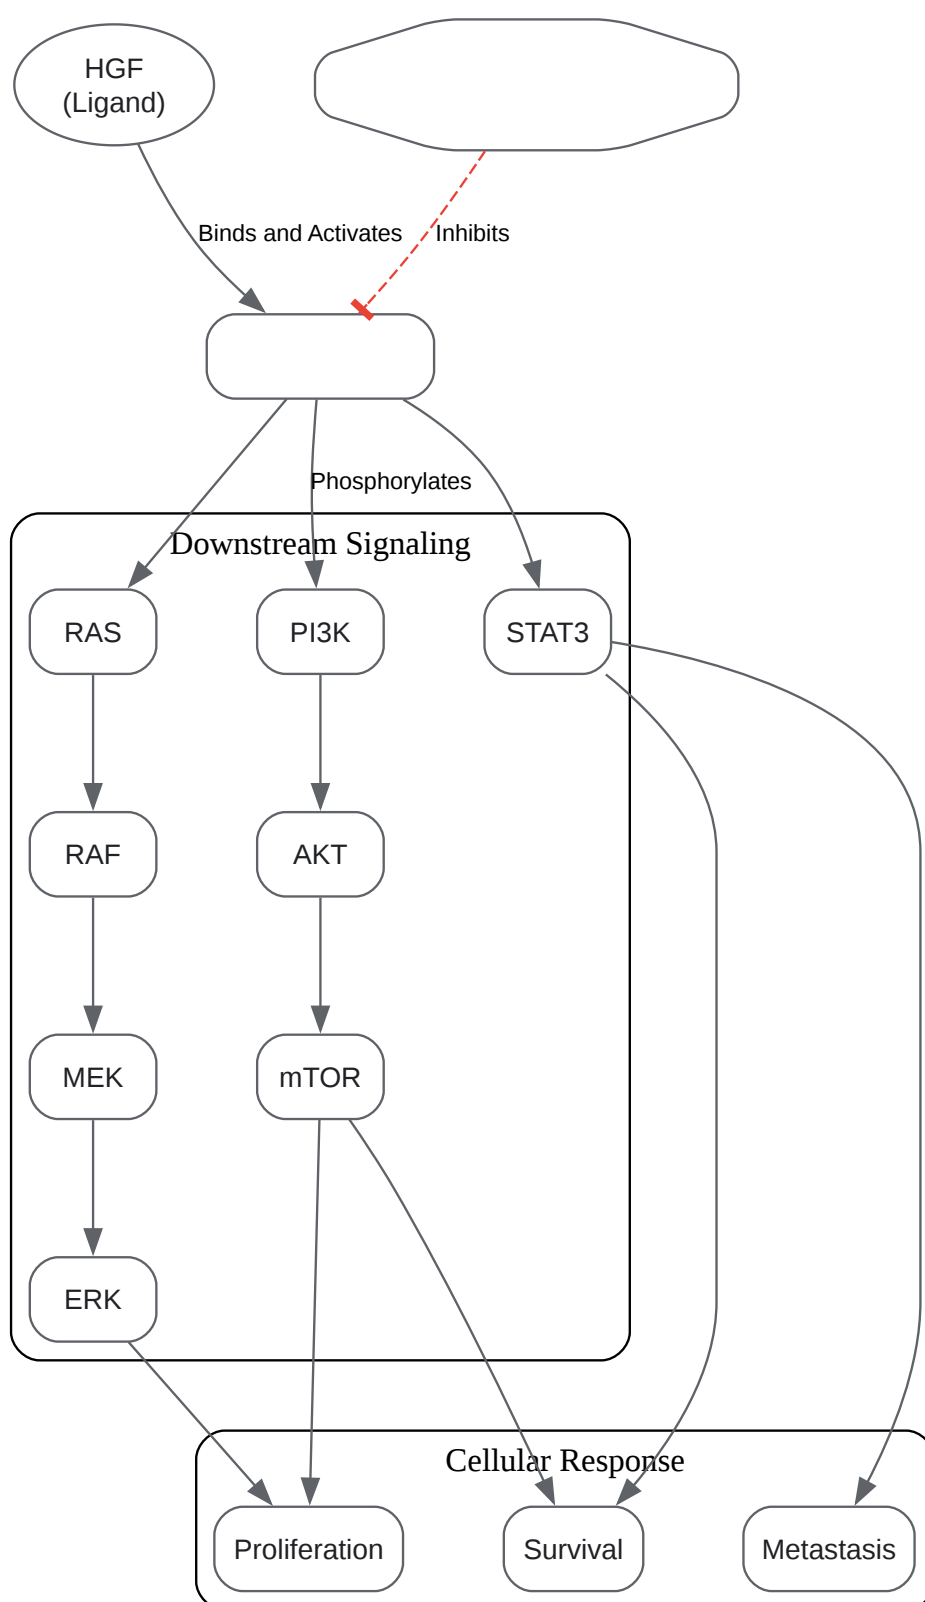 HGF
(Ligand)
Binds and Activates
Inhibits
Phosphorylates
Downstream Signaling
RAS
PI3K
STAT3
RAF
AKT
MEK
mTOR
ERK
Cellular Response
Proliferation
Survival
Metastasis